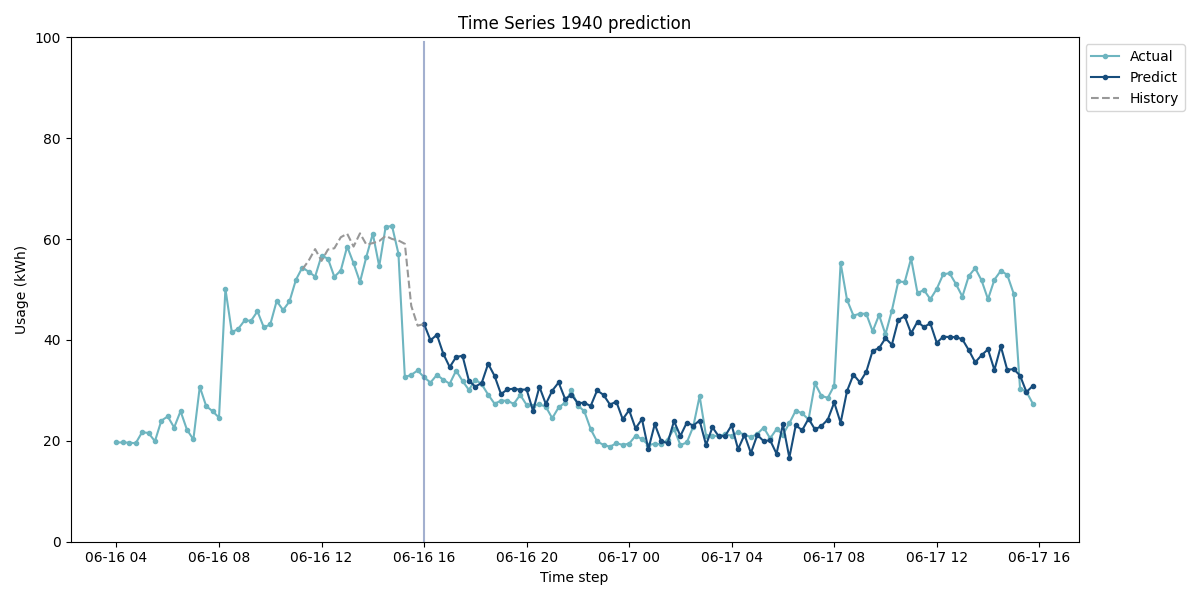 Time Series 1940 prediction
100
80
60
40
20
0
Usage (kWh)
06-16 04
06-16 08
06-16 12
06-16 16
06-16 20
06-17 00
06-17 04
06-17 08
06-17 12
06-17 16
Time step
Actual
Predict
History